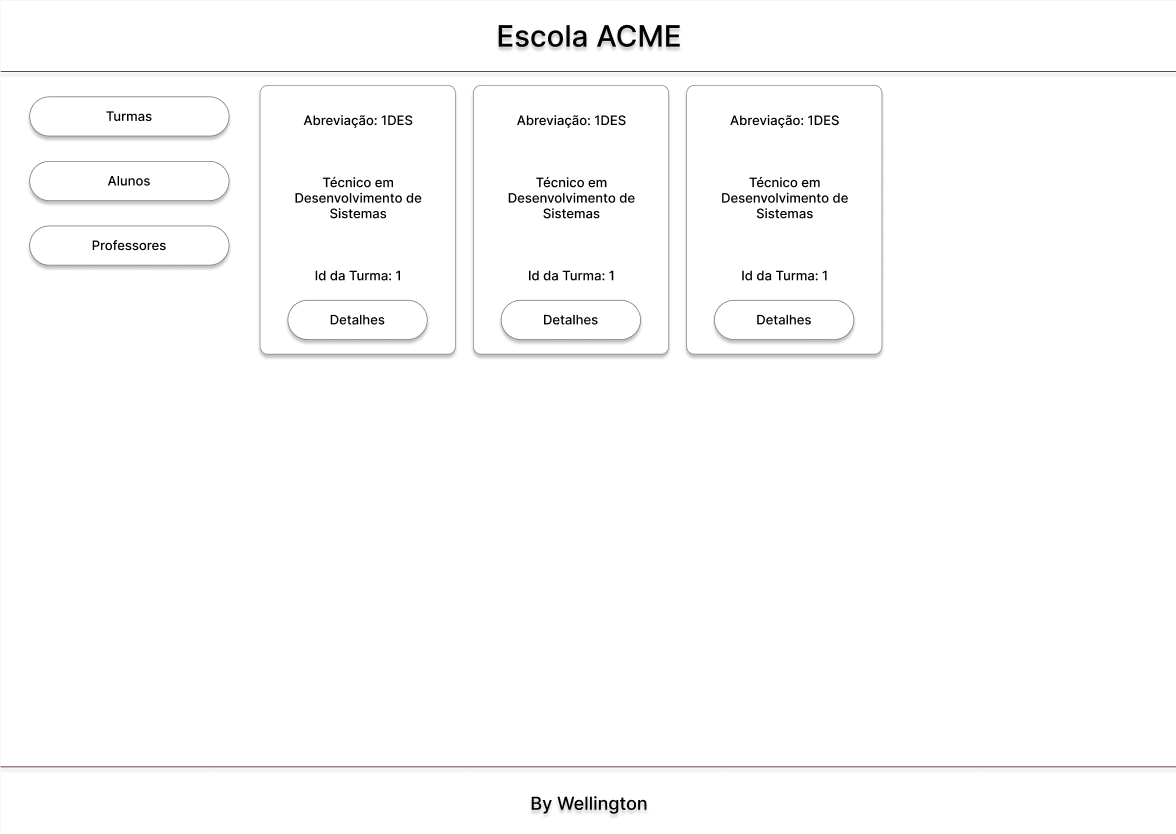 Escola ACME
Turmas
Alunos
Professores
Abreviação: 1DES
Técnico em
Desenvolvimento de
Sistemas
Id da Turma: 1
Detalhes
Abreviação: 1DES
Técnico em
Desenvolvimento de
Sistemas
Id da Turma: 1
Detalhes
Abreviação: 1DES
Técnico em
Desenvolvimento de
Sistemas
Id da Turma: 1
Detalhes
By Wellington